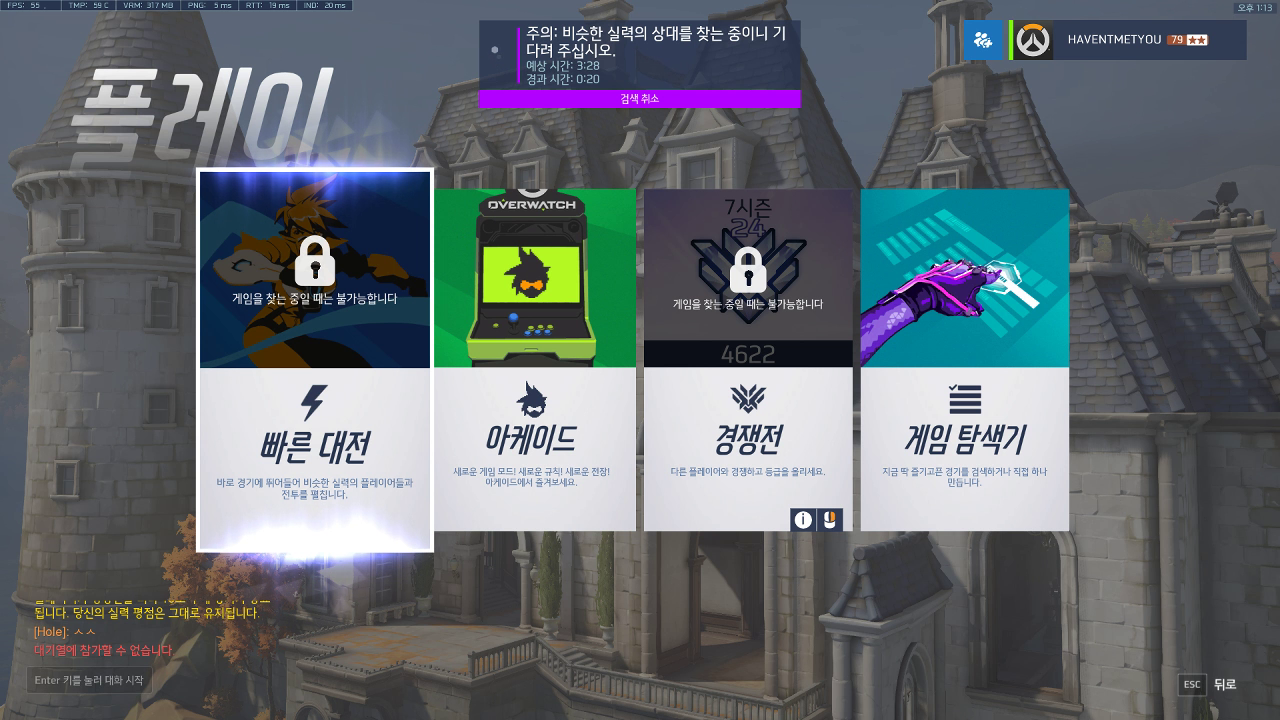 FPS: 55
TMP: 59 C
VRM: 317 MB
PNG: 5 ms
RTT: 19 ms
IND: 20 ms
오후 1:13
주의: 비슷한 실력의 상대를 찾는 중이니 기
다려 주십시오.
예상 시간: 3:28
경과 시간: 0:20
검색 취소
HAVENTMETYOU 79
플레이
게임을 찾는 중일 때는 불가능합니다
빠른 대전
바로 경기에 뛰어들어 비슷한 실력의 플레이어들과
전투를 펼칩니다.
OVERWATCH
아케이드
새로운 게임 모드! 새로운 규칙! 새로운 전장!
아케이드에서 즐겨보세요.
7시즌
24
게임을 찾는 중일 때는 불가능합니다
4622
경쟁전
다른 플레이어와 경쟁하고 등급을 올리세요.
게임 탐색기
지금 딱 즐기고픈 경기를 검색하거나 직접 하나
만듭니다.
됩니다. 당신의 실력 평점은 그대로 유지됩니다.
[Hole]: ㅅㅅ
대기열에 참가할 수 없습니다.
Enter 키를 눌러 대화 시작
ESC 뒤로